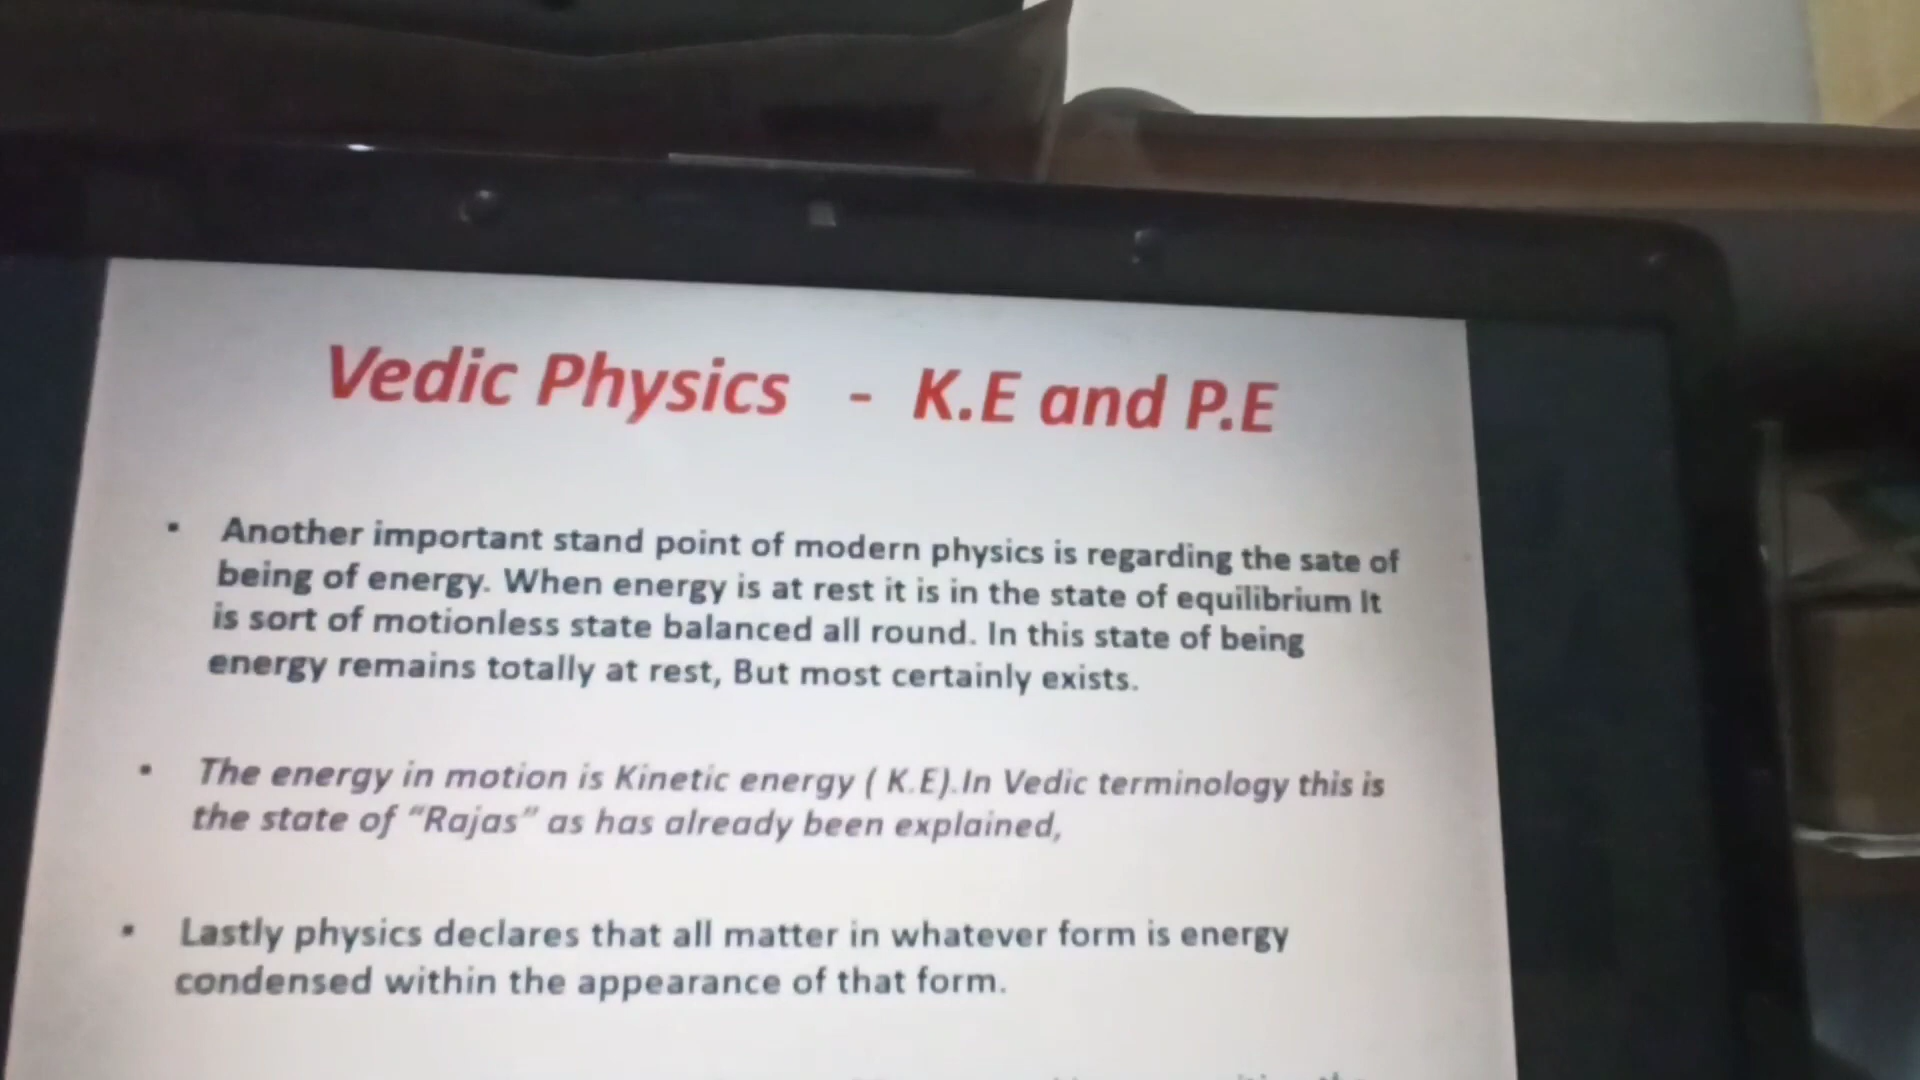 Vedic Physics - K.E and P.E
▪ Another important stand point of modern physics is regarding the sate of
being of energy. When energy is at rest it is in the state of equilibrium It
is sort of motionless state balanced all round. In this state of being
energy remains totally at rest, But most certainly exists.
▪ The energy in motion is Kinetic energy ( K.E).In Vedic terminology this is
the state of "Rajas" as has already been explained,
▪ Lastly physics declares that all matter in whatever form is energy
condensed within the appearance of that form.